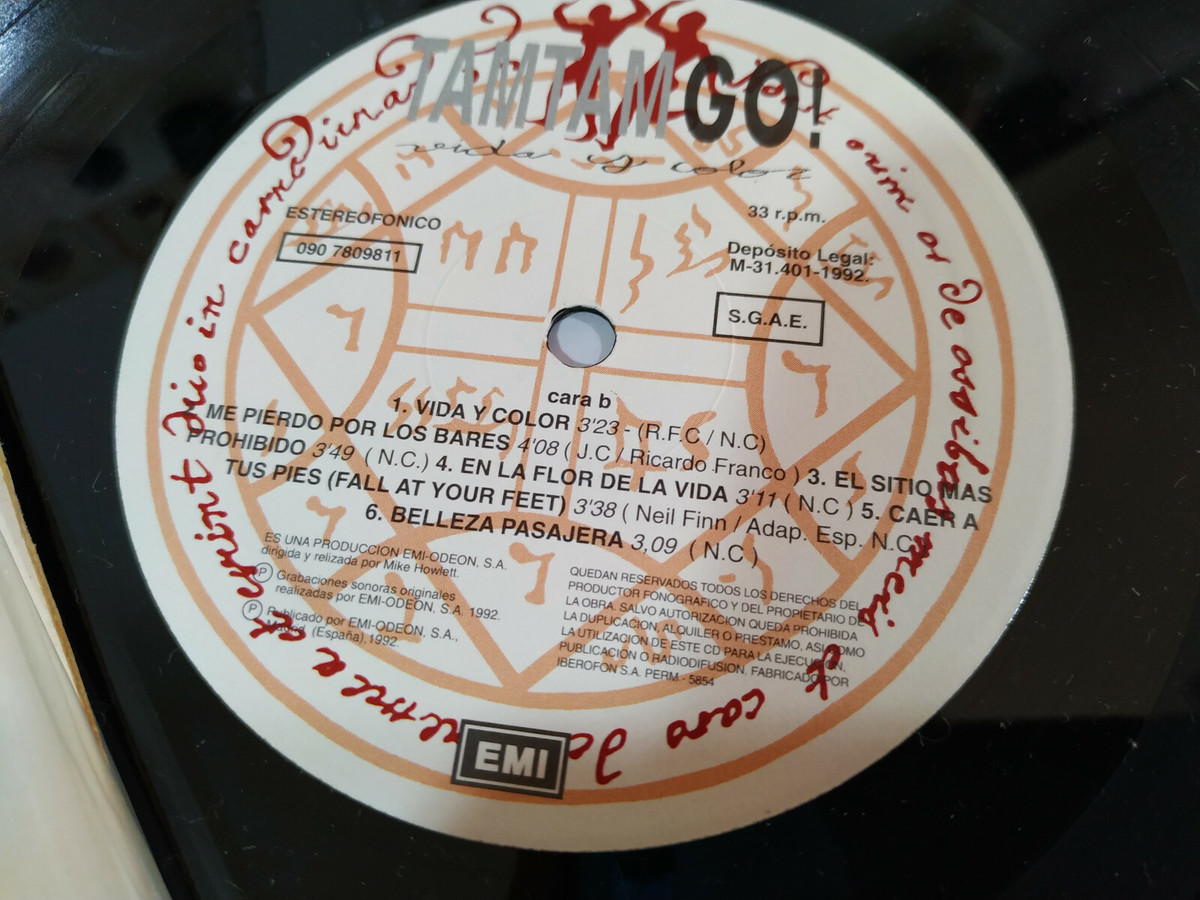 TAMTAMGO!
vida y color
ESTEREOFONICO
090 7809811
33 r.p.m.
Depósito Legal:
M-31.401-1992.
S.G.A.E.
cara b
1. VIDA Y COLOR 3'23 - (R.F.C / N.C)
ME PIERDO POR LOS BARES 4'08 ( J.C / Ricardo Franco ) 3. EL SITIO MAS
PROHIBIDO 3'49 ( N.C.) 4. EN LA FLOR DE LA VIDA 3'11 ( N.C ) 5. CAER A
TUS PIES (FALL AT YOUR FEET) 3'38 ( Neil Finn / Adap. Esp. N.C
6. BELLEZA PASAJERA 3,09 ( N.C )
ES UNA PRODUCCION EMI-ODEON, S.A.
dirigida y relizada por Mike Howlett.
P Grabaciones sonoras originales
realizadas por EMI-ODEON, S.A. 1992.
P Publicado por EMI-ODEON, S.A.,
Madrid, (España), 1992.
QUEDAN RESERVADOS TODOS LOS DERECHOS DEL
PRODUCTOR FONOGRAFICO Y DEL PROPIETARIO DE
LA OBRA. SALVO AUTORIZACION QUEDA PROHIBIDA
LA DUPLICACION, ALQUILER O PRESTAMO, ASI COMO
LA UTILIZACION DE ESTE CD PARA LA EJECUCION,
PUBLICACION O RADIODIFUSION. FABRICADO POR
IBEROFON S.A. PERM - 5854
EMI